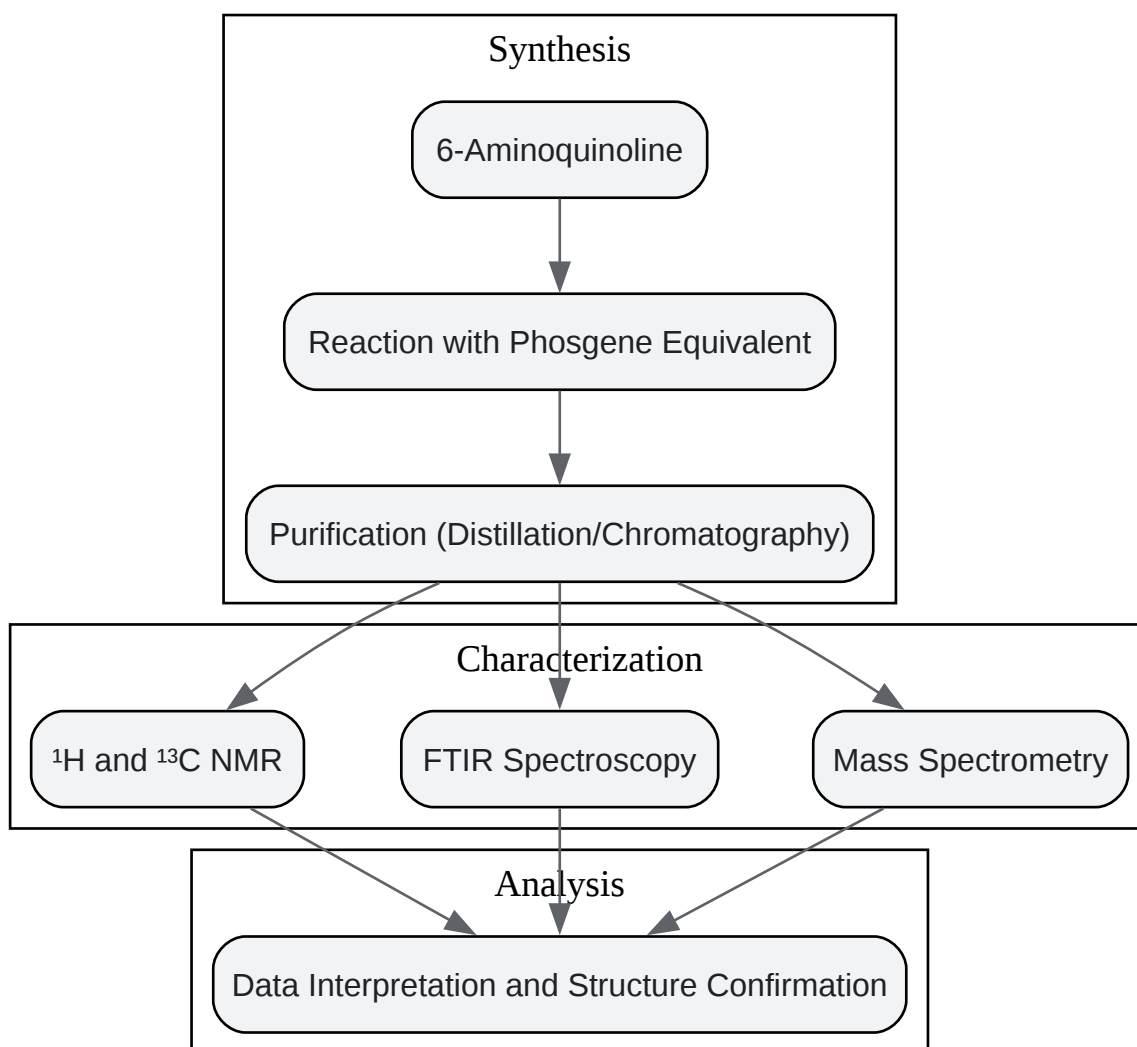 Synthesis
6-Aminoquinoline
Reaction with Phosgene Equivalent
Purification (Distillation/Chromatography)
Characterization
¹H and ¹³C NMR
FTIR Spectroscopy
Mass Spectrometry
Analysis
Data Interpretation and Structure Confirmation